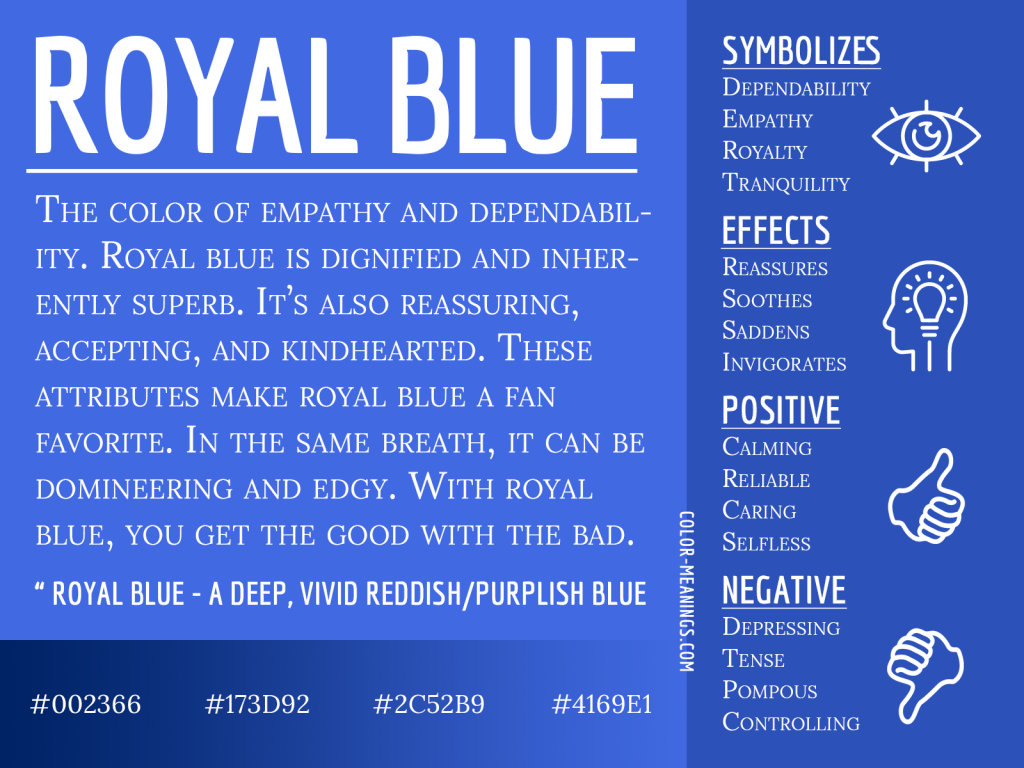 ROYAL BLUE
The color of empathy and dependabil-
ity. Royal blue is dignified and inher-
ently superb. It's also reassuring,
accepting, and kindhearted. These
attributes make royal blue a fan
favorite. In the same breath, it can be
domineering and edgy. With royal
blue, you get the good with the bad.
“ ROYAL BLUE - A DEEP, VIVID REDDISH/PURPLISH BLUE
#002366 #173D92 #2C52B9 #4169E1
COLOR-MEANINGS.COM
SYMBOLIZES
Dependability
Empathy
Royalty
Tranquility
EFFECTS
Reassures
Soothes
Saddens
Invigorates
POSITIVE
Calming
Reliable
Caring
Selfless
NEGATIVE
Depressing
Tense
Pompous
Controlling